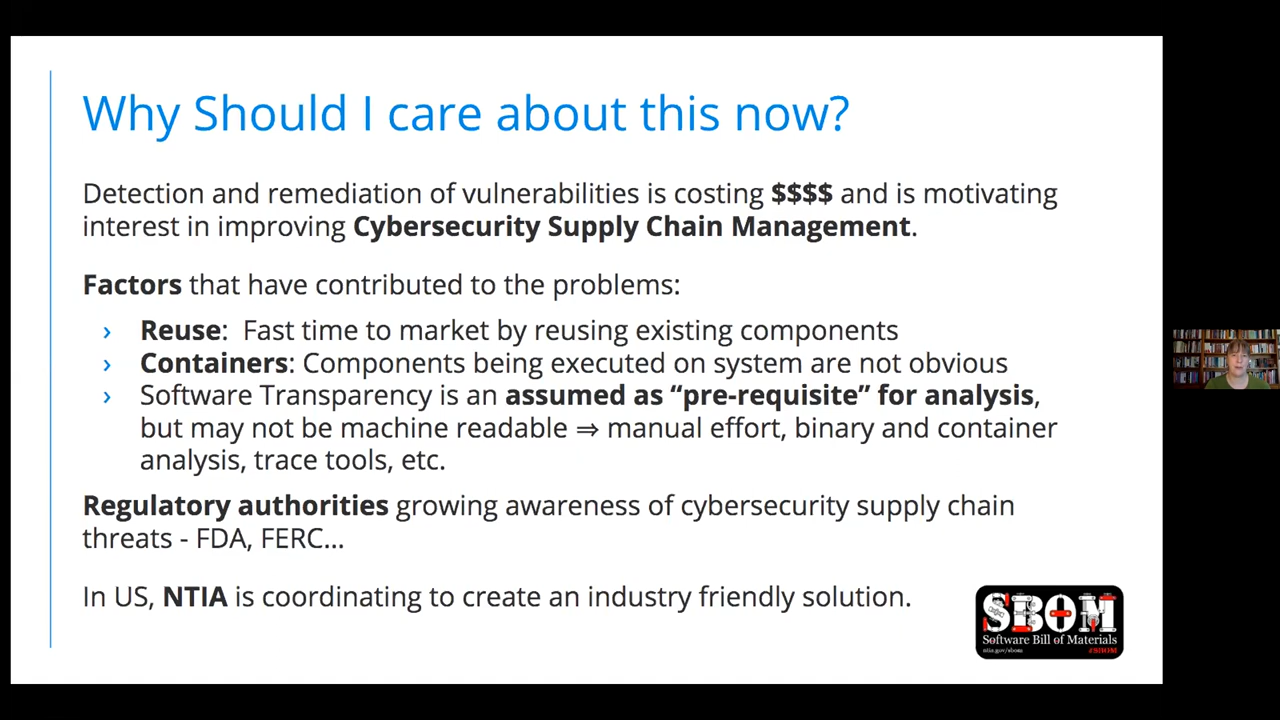 Why Should I care about this now?
Detection and remediation of vulnerabilities is costing $$$$ and is motivating
interest in improving Cybersecurity Supply Chain Management.
Factors that have contributed to the problems:
› Reuse:  Fast time to market by reusing existing components
› Containers: Components being executed on system are not obvious
› Software Transparency is an assumed as “pre-requisite” for analysis,
but may not be machine readable ⇒ manual effort, binary and container
analysis, trace tools, etc.
Regulatory authorities growing awareness of cybersecurity supply chain
threats - FDA, FERC...
In US, NTIA is coordinating to create an industry friendly solution.
SBOM
Software Bill of Materials
ntia.gov/sbom #SBOM